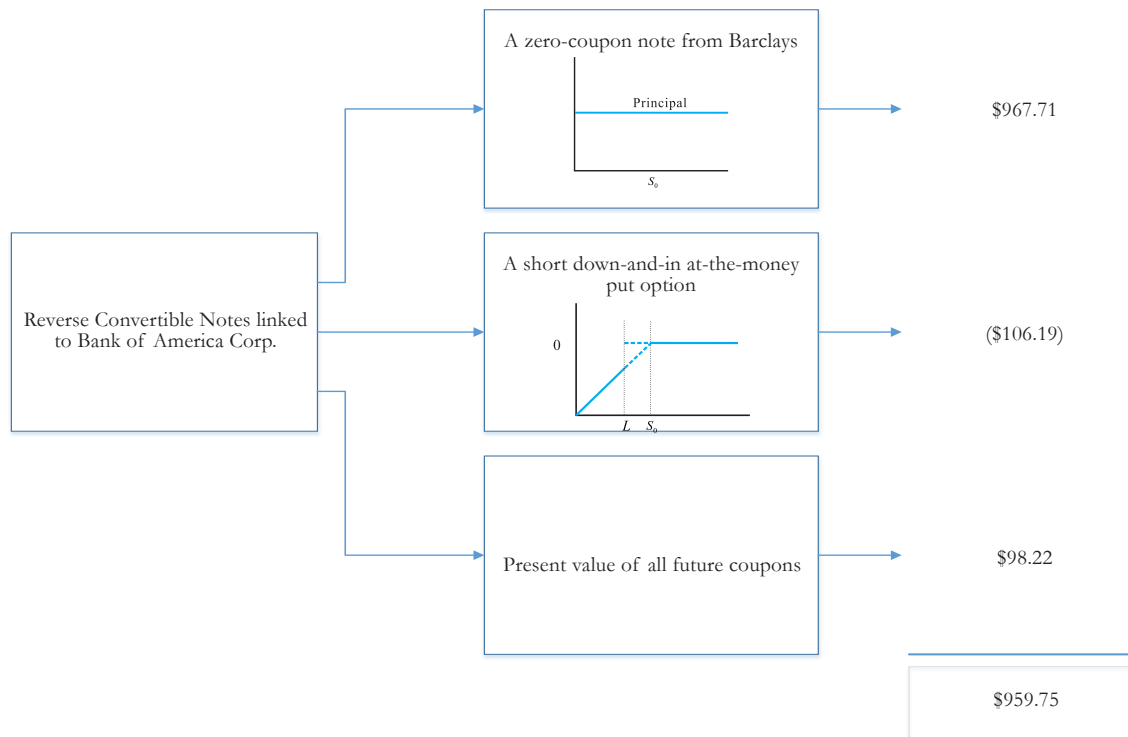 A zero-coupon note from Barclays
Principal
S₀
$967.71
Reverse Convertible Notes linked
to Bank of America Corp.
A short down-and-in at-the-money
put option
0
L S₀
($106.19)
Present value of all future coupons
$98.22
$959.75